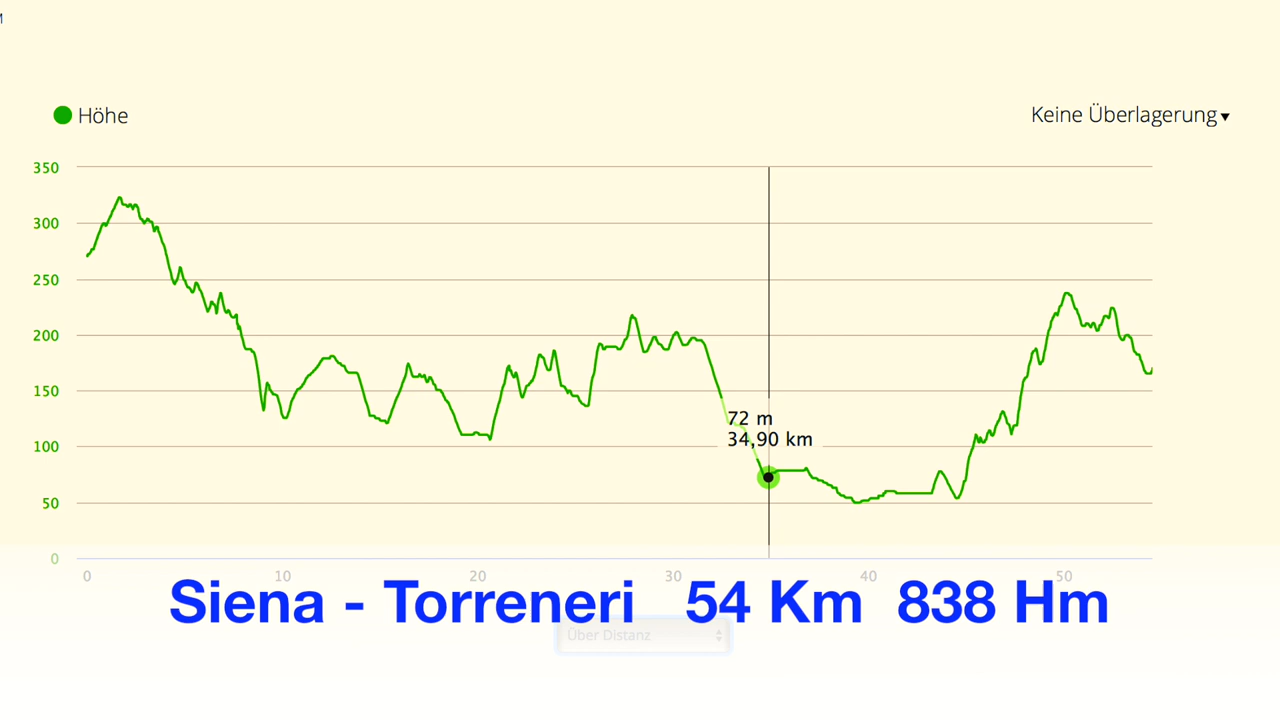 M
Höhe
Keine Überlagerung ▾
350
300
250
200
150
100
50
0
72 m
34,90 km
0 10 20 30 40 50
Siena - Torreneri 54 Km 838 Hm
Über Distanz